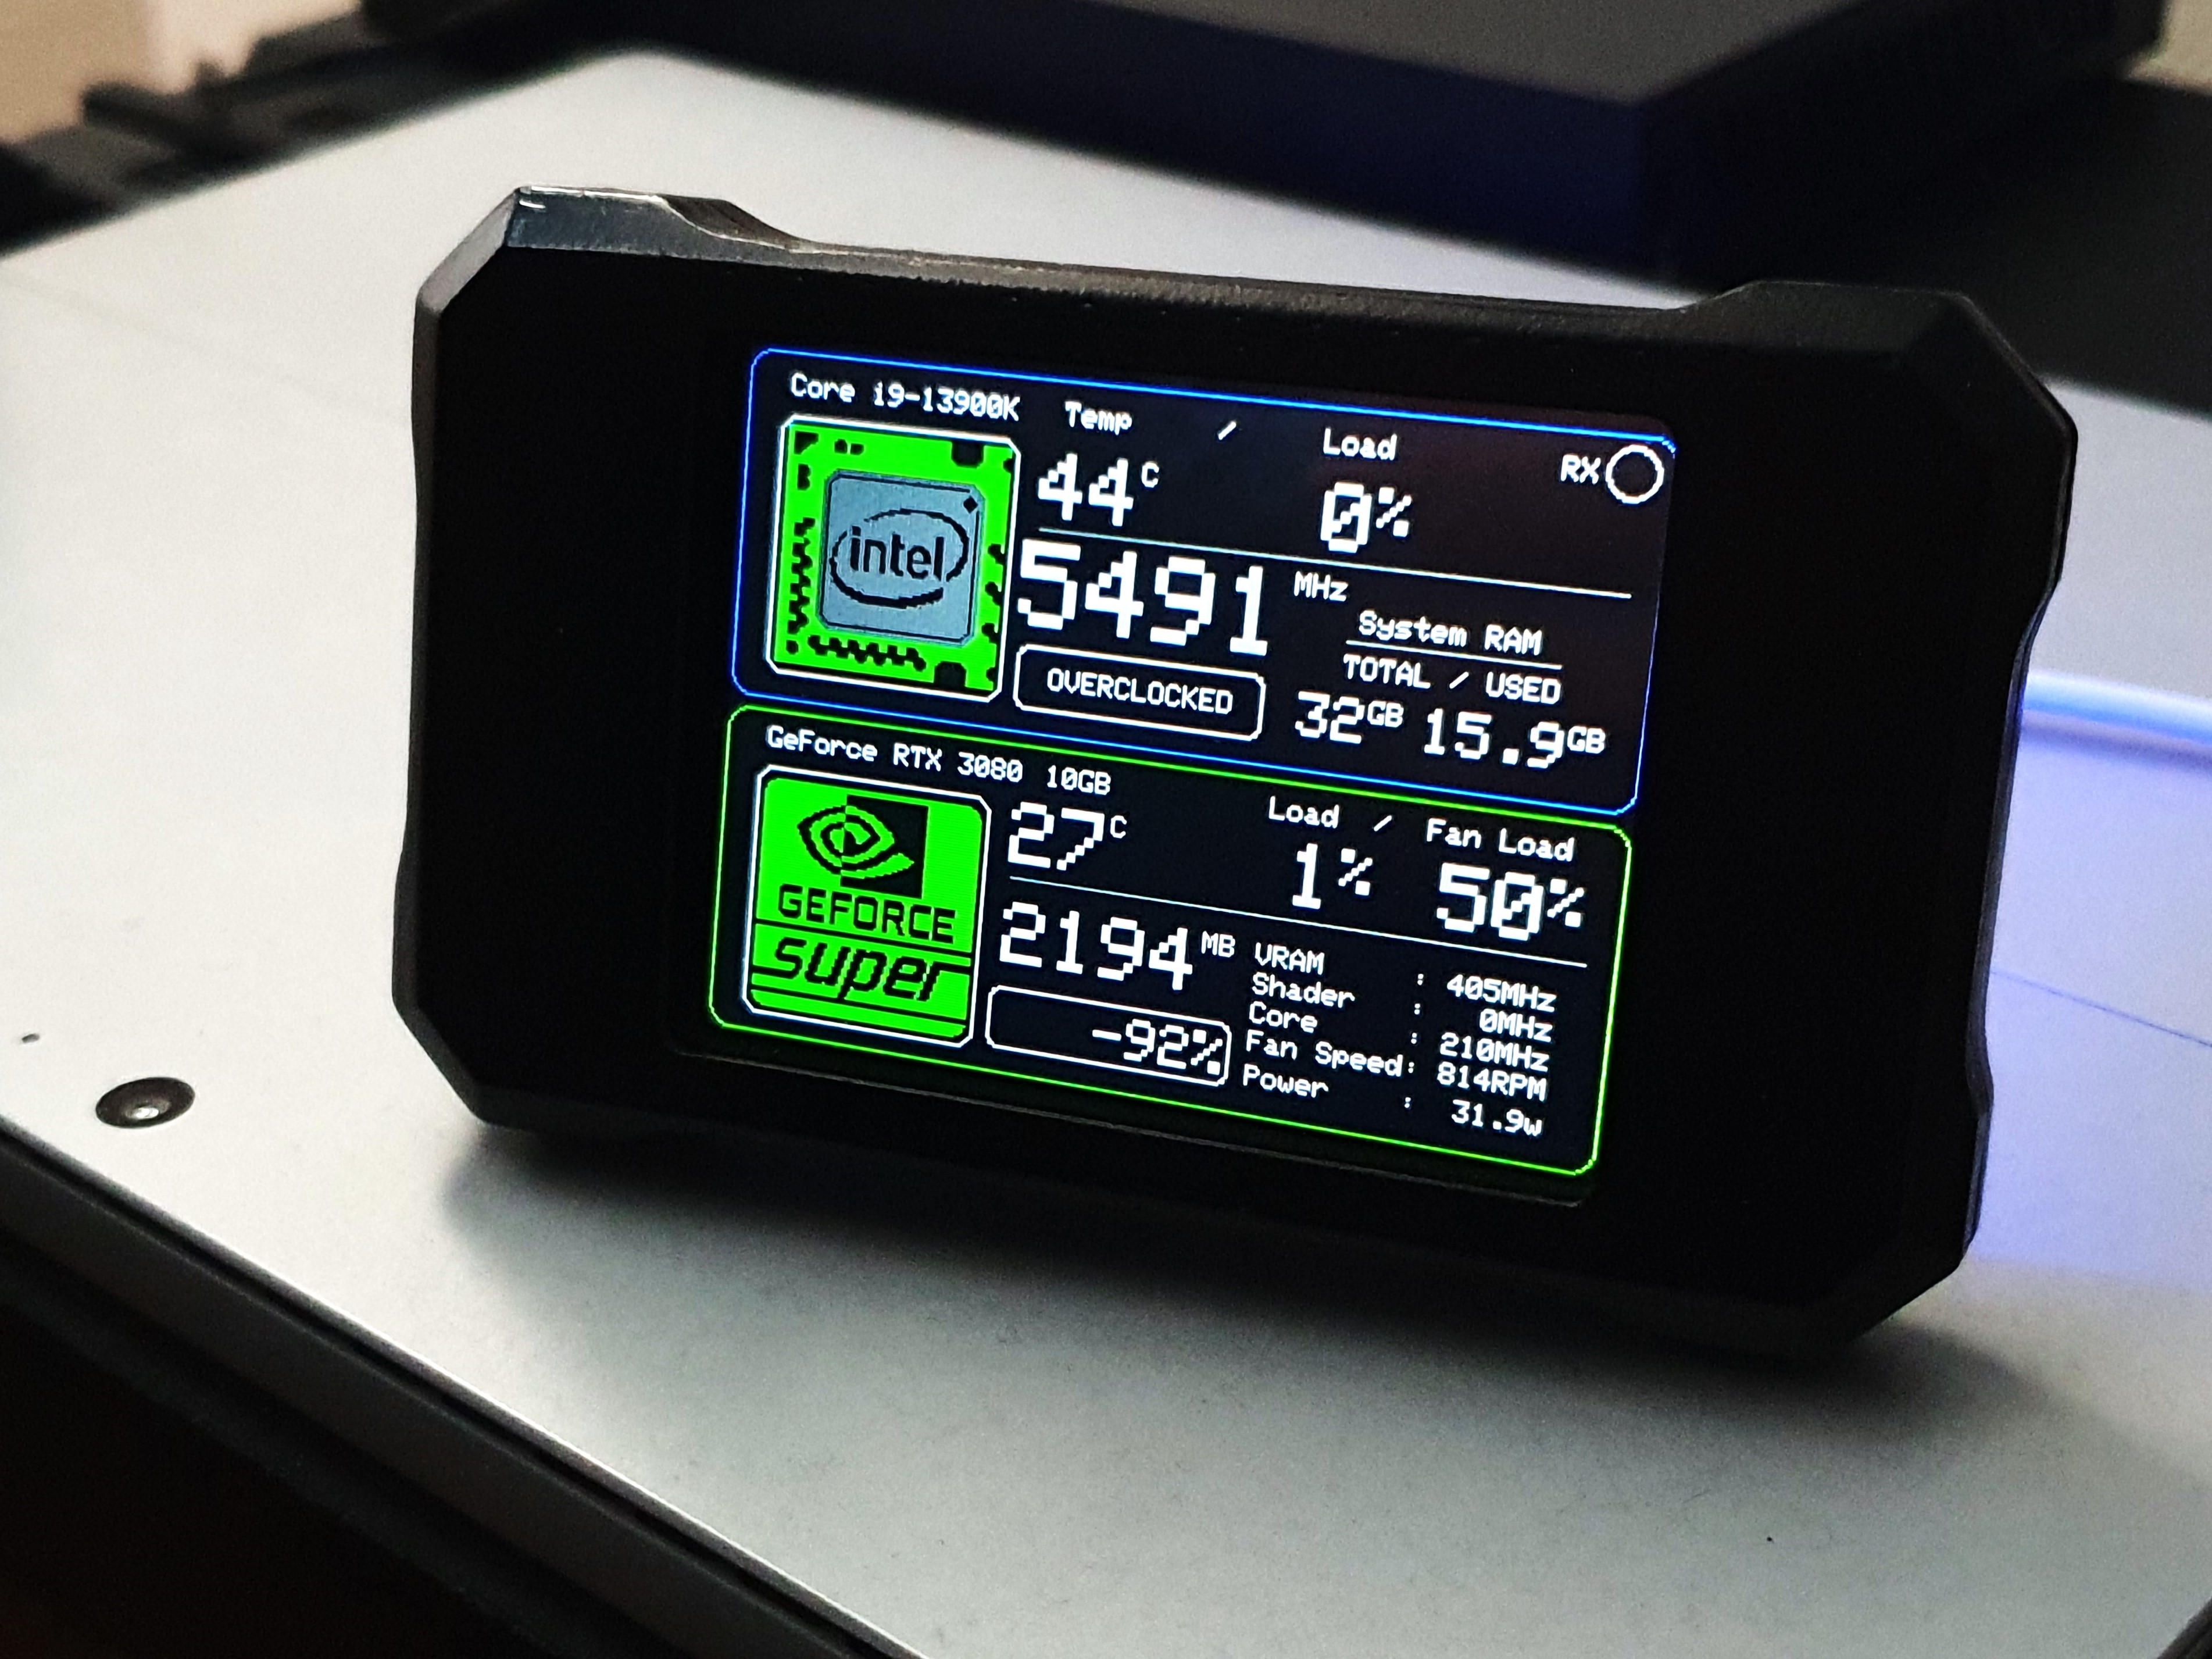 Core i9-13900K
Temp / Load
RX
44C 0%
intel
5491 MHz
System RAM
TOTAL / USED
OVERCLOCKED
32GB 15.9GB
GeForce RTX 3080 10GB
Load / Fan Load
27C 1% 50%
GEFORCE
super
2194 MB
-92%
VRAM : 405MHz
Shader : 0MHz
Core : 210MHz
Fan Speed: 814RPM
Power : 31.9w